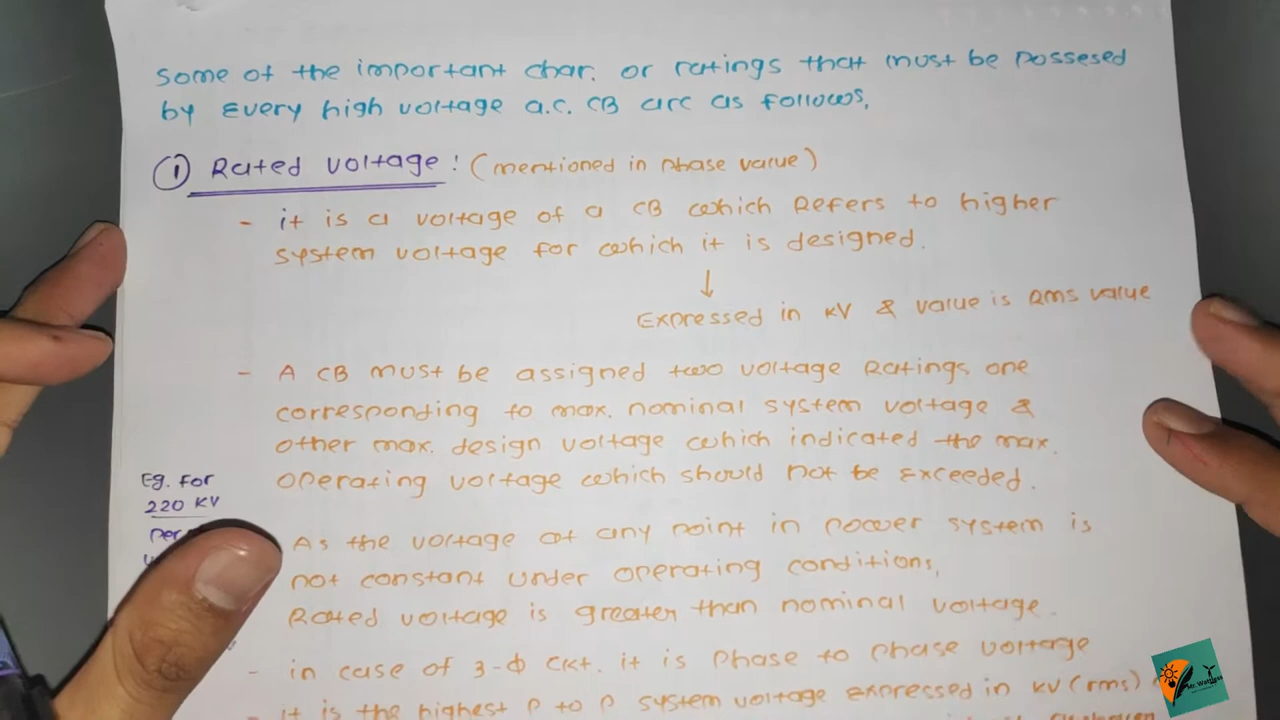 Some of the important char. or ratings that must be possesed
by every high voltage a.c. CB are as follows,
① Rated voltage : (mentioned in phase value)
- it is a voltage of a CB which Refers to higher
system voltage for which it is designed.
↓
Expressed in KV & value is RMS value
- A CB must be assigned two voltage Ratings one
corresponding to max. nominal system voltage &
other max. design voltage which indicated the max.
operating voltage which should not be exceeded.
Eg. for
220 KV
As the voltage at any point in power system is
not constant under operating conditions,
Rated voltage is greater than nominal voltage.
- in case of 3-ф ckt. it is phase to phase voltage
- it is the highest p to p system voltage expressed in kv (rms)
Mr. Wattless